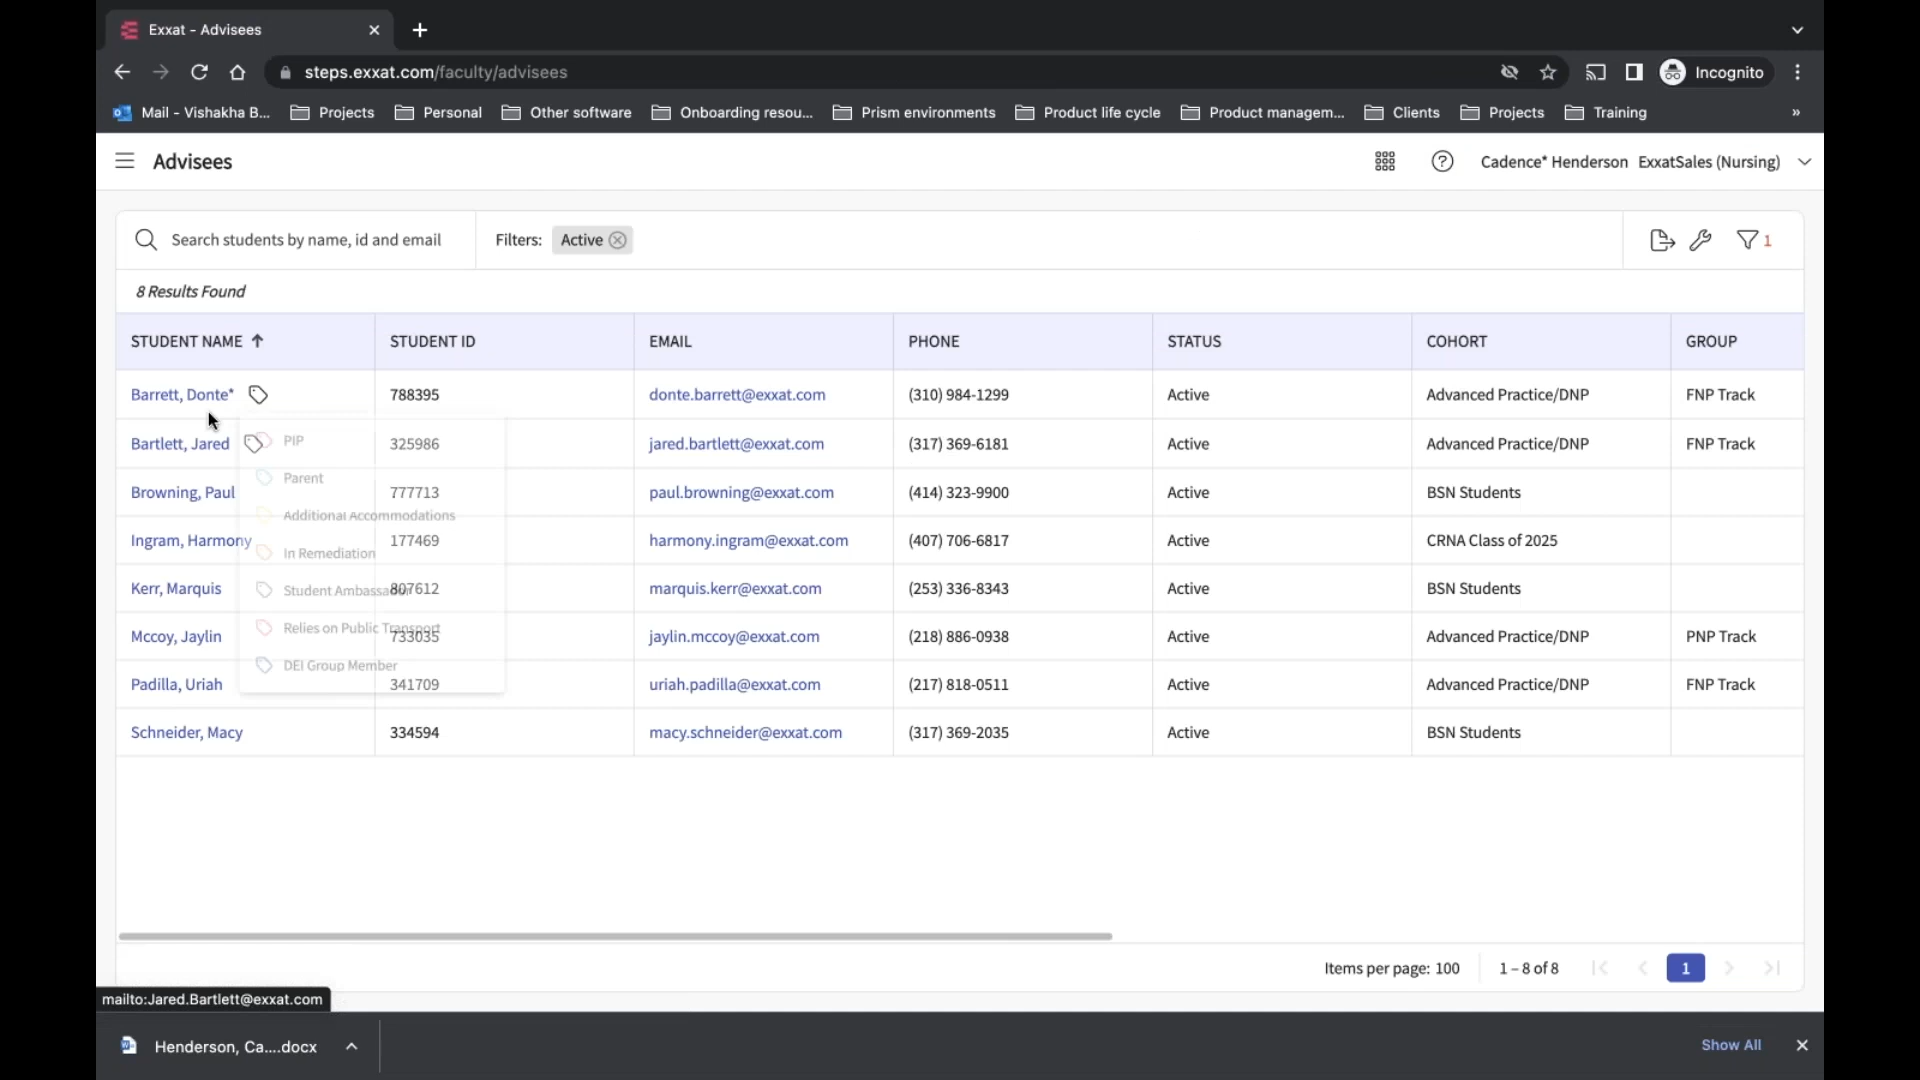 Exxat - Advisees
steps.exxat.com/faculty/advisees
Incognito
Mail - Vishakha B...
Projects
Personal
Other software
Onboarding resou...
Prism environments
Product life cycle
Product managem...
Clients
Projects
Training
»
Advisees
Cadence* Henderson ExxatSales (Nursing)
Search students by name, id and email
Filters: Active
1
8 Results Found
STUDENT NAME STUDENT ID EMAIL PHONE STATUS COHORT GROUP
Barrett, Donte* 788395 donte.barrett@exxat.com (310) 984-1299 Active Advanced Practice/DNP FNP Track
Bartlett, Jared 325986 jared.bartlett@exxat.com (317) 369-6181 Active Advanced Practice/DNP FNP Track
Browning, Paul 777713 paul.browning@exxat.com (414) 323-9900 Active BSN Students
Ingram, Harmony 177469 harmony.ingram@exxat.com (407) 706-6817 Active CRNA Class of 2025
Kerr, Marquis 807612 marquis.kerr@exxat.com (253) 336-8343 Active BSN Students
Mccoy, Jaylin 733035 jaylin.mccoy@exxat.com (218) 886-0938 Active Advanced Practice/DNP PNP Track
Padilla, Uriah 341709 uriah.padilla@exxat.com (217) 818-0511 Active Advanced Practice/DNP FNP Track
Schneider, Macy 334594 macy.schneider@exxat.com (317) 369-2035 Active BSN Students
PIP
Parent
Additional Accommodations
In Remediation
Student Ambassador
Relies on Public Transport
DEI Group Member
Items per page: 100
1 – 8 of 8
1
mailto:Jared.Bartlett@exxat.com
Henderson, Ca....docx
Show All